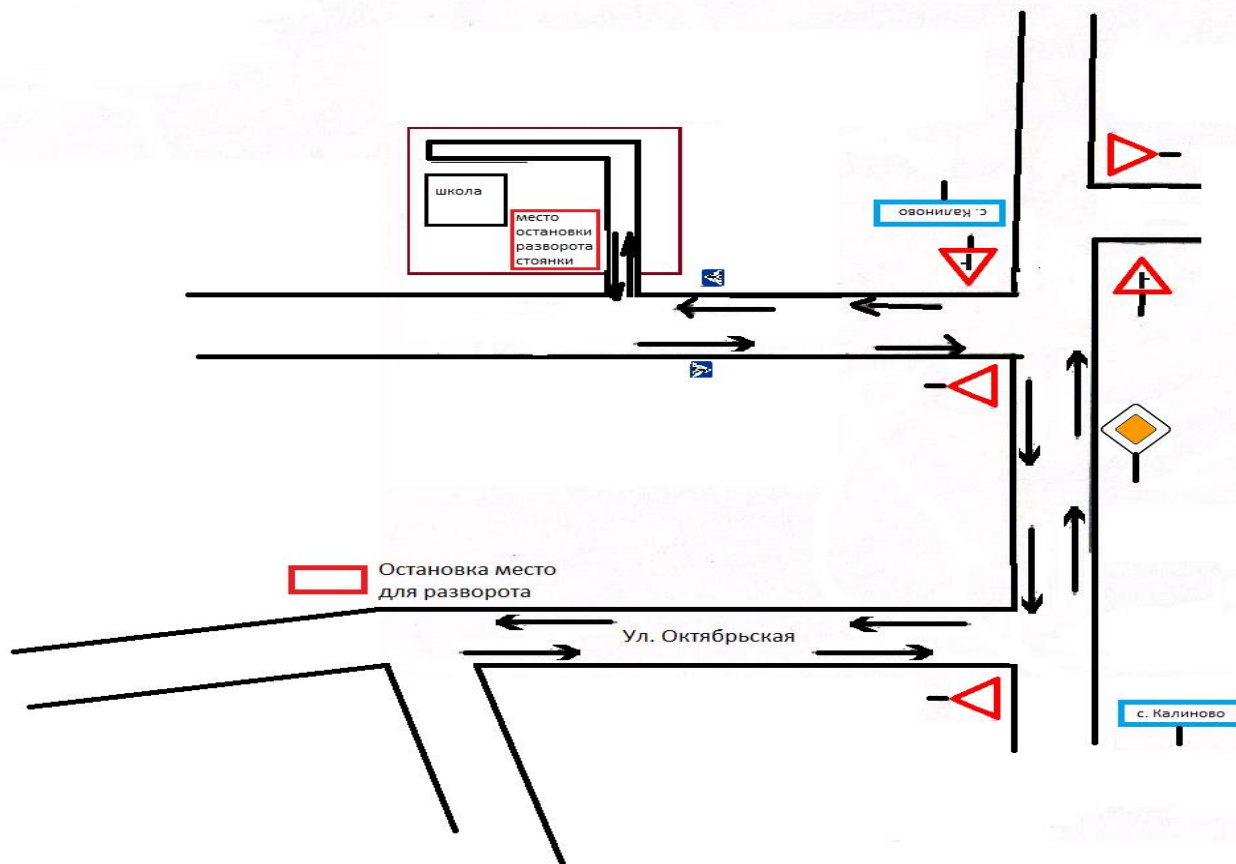 школа
место
остановки
разворота
стоянки
с. Калиново
Остановка место
для разворота
Ул. Октябрьская
с. Калиново